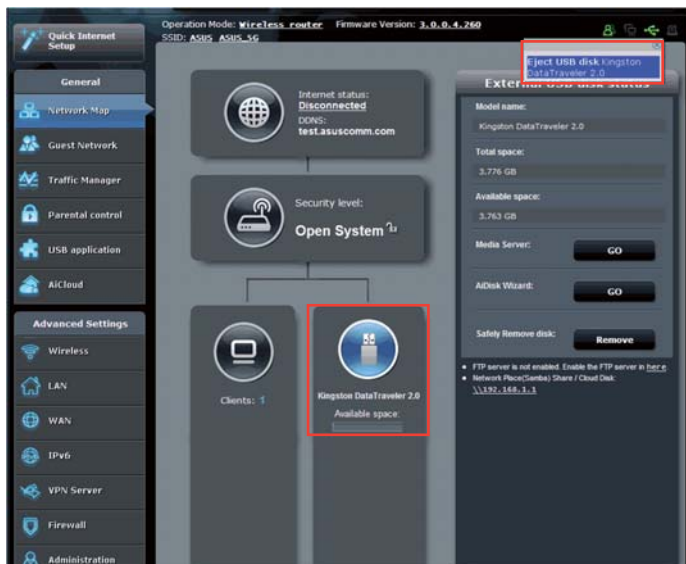 Operation Mode: Wireless router Firmware Version: 3.0.0.4.260
SSID: ASUS ASUS_5G
Quick Internet
Setup
General
Network Map
Guest Network
Traffic Manager
Parental control
USB application
AiCloud
Advanced Settings
Wireless
LAN
WAN
IPv6
VPN Server
Firewall
Administration
Internet status:
Disconnected
DDNS:
test.asuscomm.com
Security level:
Open System
Clients: 1
Kingston DataTraveler 2.0
Available space:
Eject USB disk Kingston
DataTraveler 2.0
External USB disk status
Model name:
Kingston DataTraveler 2.0
Total space:
3.776 GB
Available space:
3.763 GB
Media Server:
GO
AiDisk Wizard:
GO
Safely Remove disk:
Remove
FTP server is not enabled. Enable the FTP server in here
Network Place(Samba) Share / Cloud Disk:
\\192.168.1.1